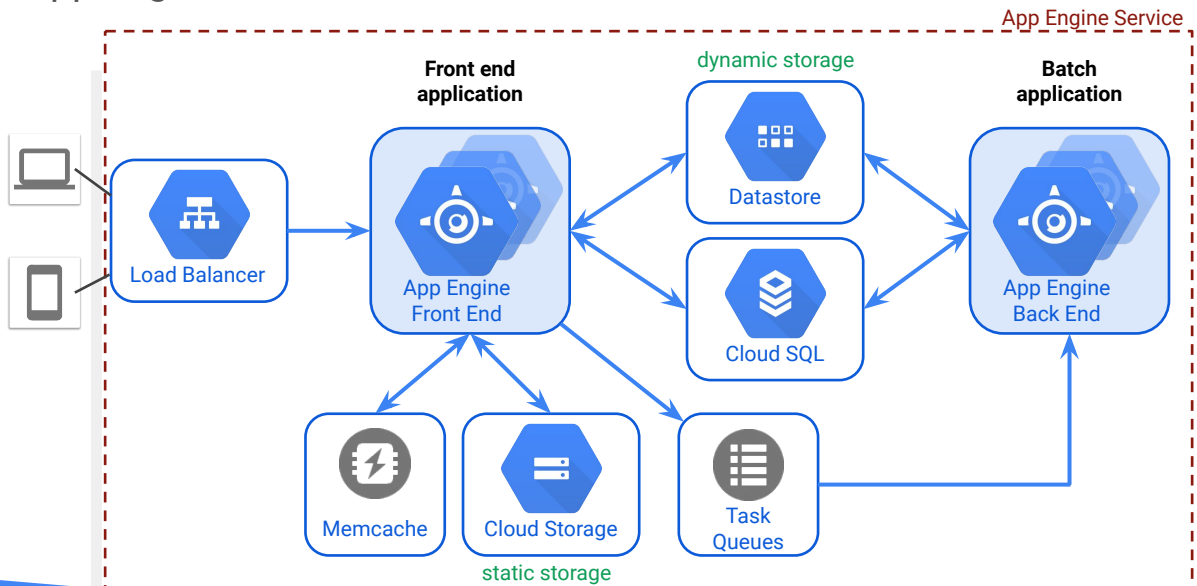 App Engine Service
Front end
application
dynamic storage
Batch
application
Datastore
Load Balancer
App Engine
Front End
App Engine
Back End
Cloud SQL
Memcache
Cloud Storage
Task
Queues
static storage